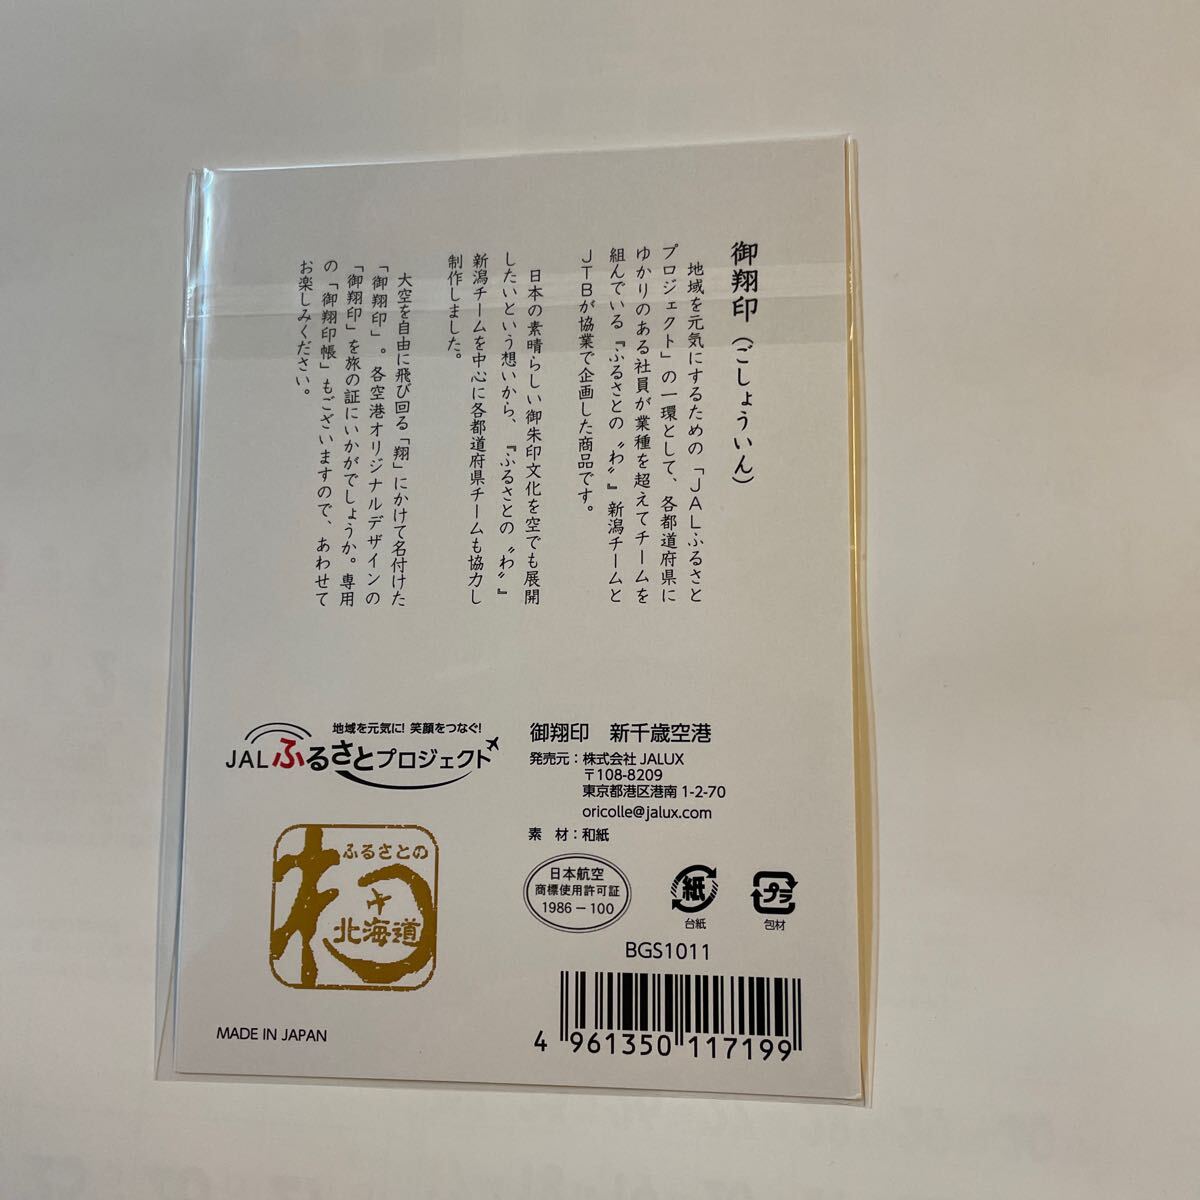 御翔印(ごしょういん)
地域を元気にするための「JALふるさと
プロジェクト」の一環として、各都道府県に
ゆかりのある社員が業種を超えてチームを
組んでいる『ふるさとの〝わ〟』新潟チームと
JTBが協業で企画した商品です。
日本の素晴らしい御朱印文化を空でも展開
したいという想いから、『ふるさとの〝わ〟』
新潟チームを中心に各都道府県チームも協力し
制作しました。
大空を自由に飛び回る「翔」にかけて名付けた
「御翔印」。各空港オリジナルデザインの
「御翔印」を旅の証にいかがでしょうか。専用
の「御翔印帳」もございますので、あわせて
お楽しみください。
地域を元気に! 笑顔をつなぐ!
JALふるさとプロジェクト
ふるさとの
北海道
MADE IN JAPAN
御翔印 新千歳空港
発売元:株式会社 JALUX
〒108-8209
東京都港区港南 1-2-70
oricolle@jalux.com
素 材:和紙
日本航空
商標使用許可証
1986-100
紙
台紙
プラ
包材
BGS1011
4 961350 117199